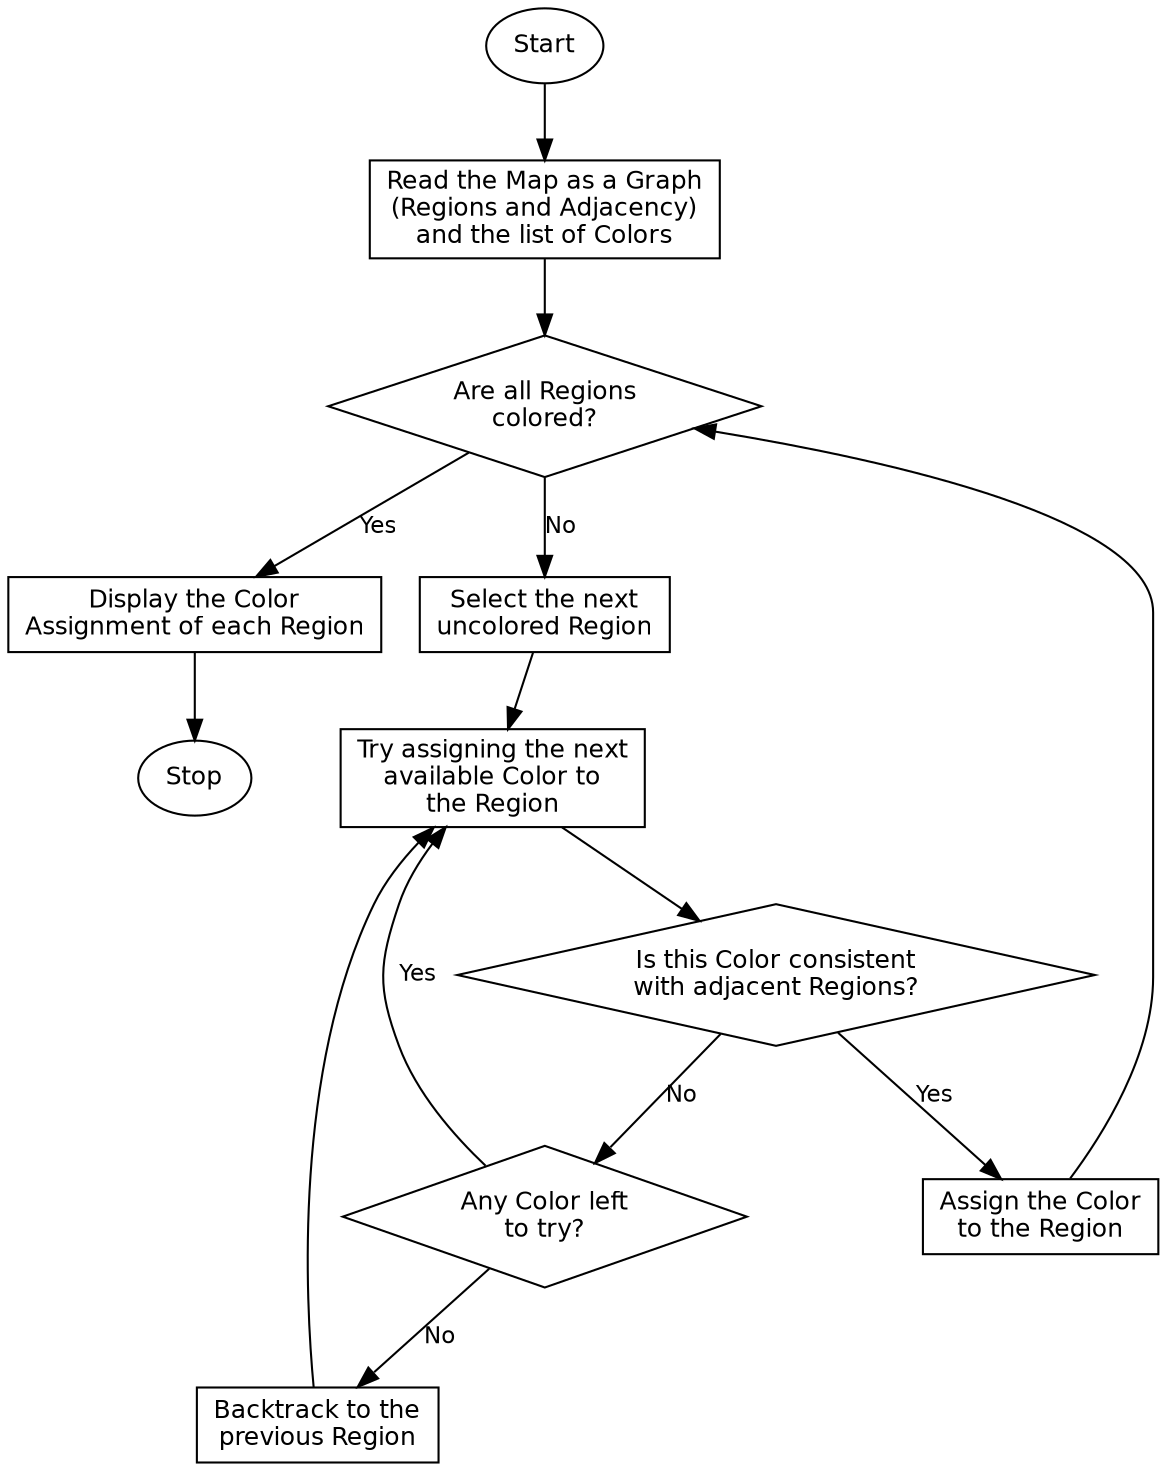 Start
Read the Map as a Graph
(Regions and Adjacency)
and the list of Colors
Are all Regions
colored?
Yes
No
Display the Color
Assignment of each Region
Select the next
uncolored Region
Stop
Try assigning the next
available Color to
the Region
Yes
Is this Color consistent
with adjacent Regions?
No
Yes
Any Color left
to try?
Assign the Color
to the Region
No
Backtrack to the
previous Region